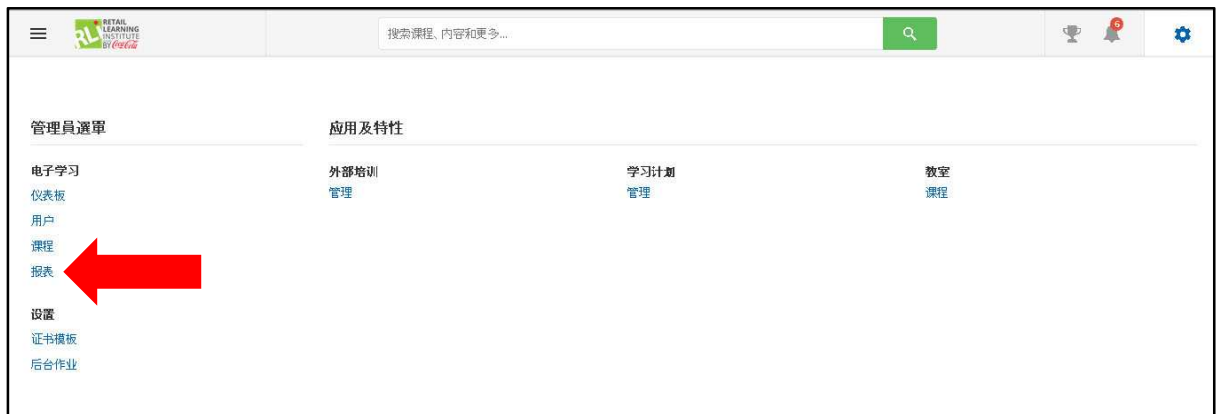 RETAIL
LEARNING
INSTITUTE
BY Coca-Cola
RLI
搜索课程、内容和更多...
6
管理員選單
应用及特性
电子学习
仪表板
用户
课程
报表
设置
证书模板
后台作业
外部培训
管理
学习计划
管理
教室
课程